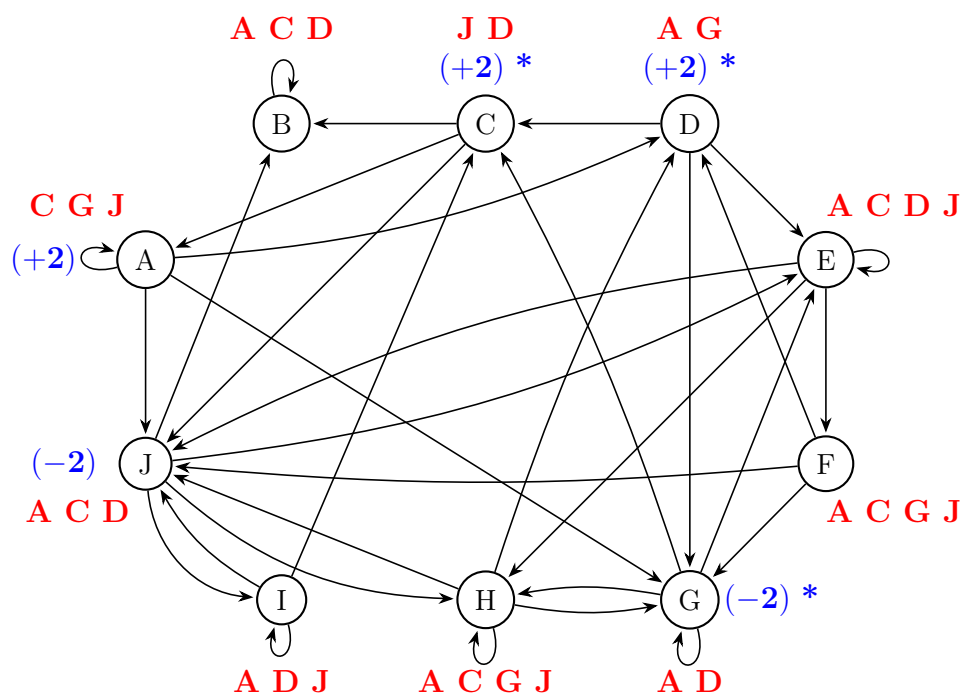 A C D
J D
A G
(+2) *
(+2) *
B
C
D
C G J
A C D J
(+2)
A
E
(−2)
J
F
A C D
A C G J
I
H
G
(−2) *
A D J
A C G J
A D